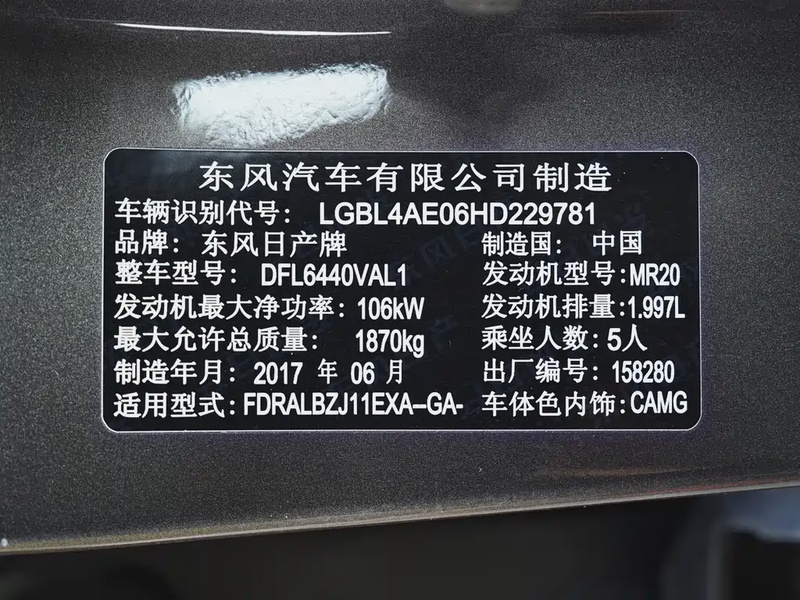 东风汽车有限公司制造
车辆识别代号: LGBL4AE06HD229781
品牌: 东风日产牌 制造国: 中国
整车型号: DFL6440VAL1 发动机型号:MR20
发动机最大净功率: 106kW 发动机排量:1.997L
最大允许总质量: 1870kg 乘坐人数:5人
制造年月: 2017 年 06 月 出厂编号: 158280
适用型式:FDRALBZJ11EXA-GA- 车体色内饰:CAMG